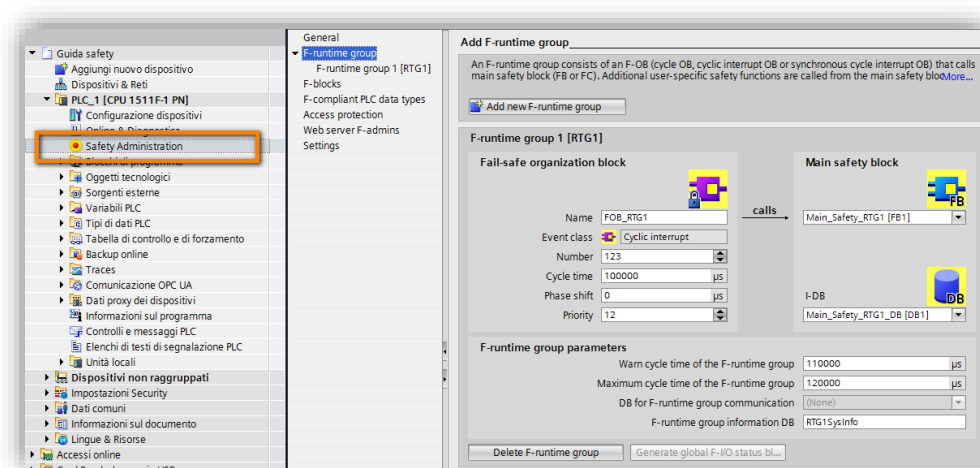 Guida safety
Aggiungi nuovo dispositivo
Dispositivi & Reti
PLC_1 [CPU 1511F-1 PN]
Configurazione dispositivi
Online & Diagnostica
Safety Administration
Blocchi di programma
Oggetti tecnologici
Sorgenti esterne
Variabili PLC
Tipi di dati PLC
Tabella di controllo e di forzamento
Backup online
Traces
Comunicazione OPC UA
Dati proxy dei dispositivi
Informazioni sul programma
Controlli e messaggi PLC
Elenchi di testi di segnalazione PLC
Unità locali
Dispositivi non raggruppati
Impostazioni Security
Dati comuni
Informazioni sul documento
Lingue & Risorse
Accessi online
General
F-runtime group
F-runtime group 1 [RTG1]
F-blocks
F-compliant PLC data types
Access protection
Web server F-admins
Settings
Add F-runtime group
An F-runtime group consists of an F-OB (cycle OB, cyclic interrupt OB or synchronous cycle interrupt OB) that calls
main safety block (FB or FC). Additional user-specific safety functions are called from the main safety bloc More...
Add new F-runtime group
F-runtime group 1 [RTG1]
Fail-safe organization block
Main safety block
FB
Name FOB_RTG1
calls
Main_Safety_RTG1 [FB1]
Event class Cyclic interrupt
Number 123
Cycle time 100000 µs
DB
Phase shift 0 µs
I-DB
Priority 12
Main_Safety_RTG1_DB [DB1]
F-runtime group parameters
Warn cycle time of the F-runtime group 110000 µs
Maximum cycle time of the F-runtime group 120000 µs
DB for F-runtime group communication (None)
F-runtime group information DB RTG1SysInfo
Delete F-runtime group
Generate global F-I/O status bl...